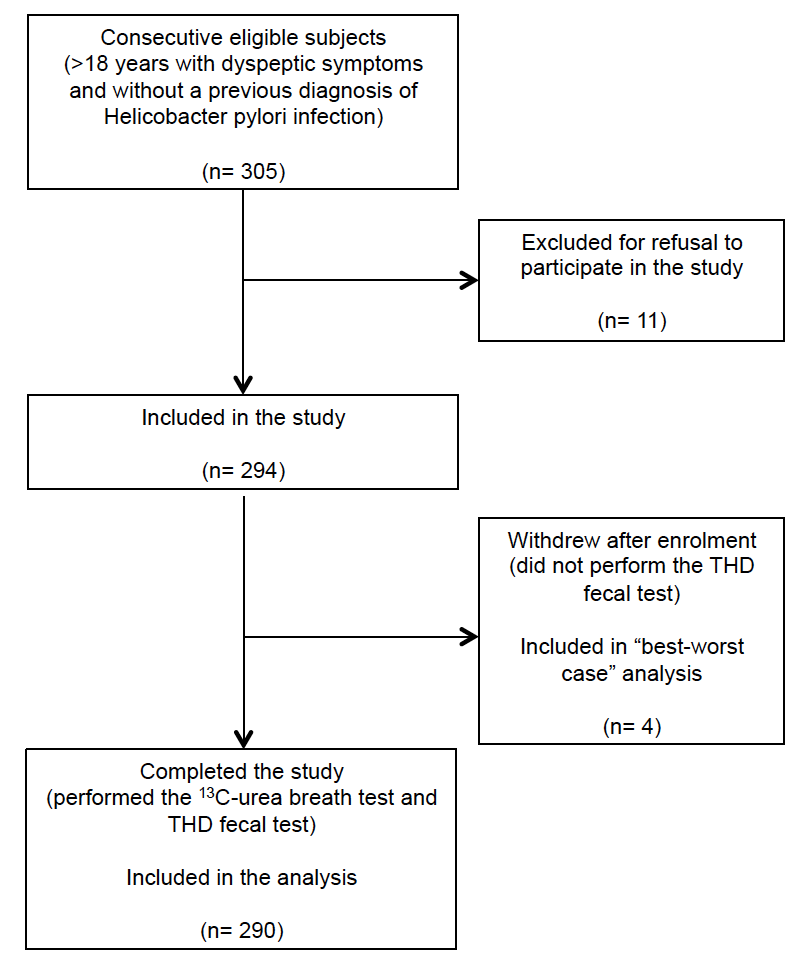 Consecutive eligible subjects
(>18 years with dyspeptic symptoms
and without a previous diagnosis of
Helicobacter pylori infection)
(n= 305)
Excluded for refusal to
participate in the study
(n= 11)
Included in the study
(n= 294)
Withdrew after enrolment
(did not perform the THD
fecal test)
Included in “best-worst
case” analysis
(n= 4)
Completed the study
(performed the ¹³C-urea breath test and
THD fecal test)
Included in the analysis
(n= 290)